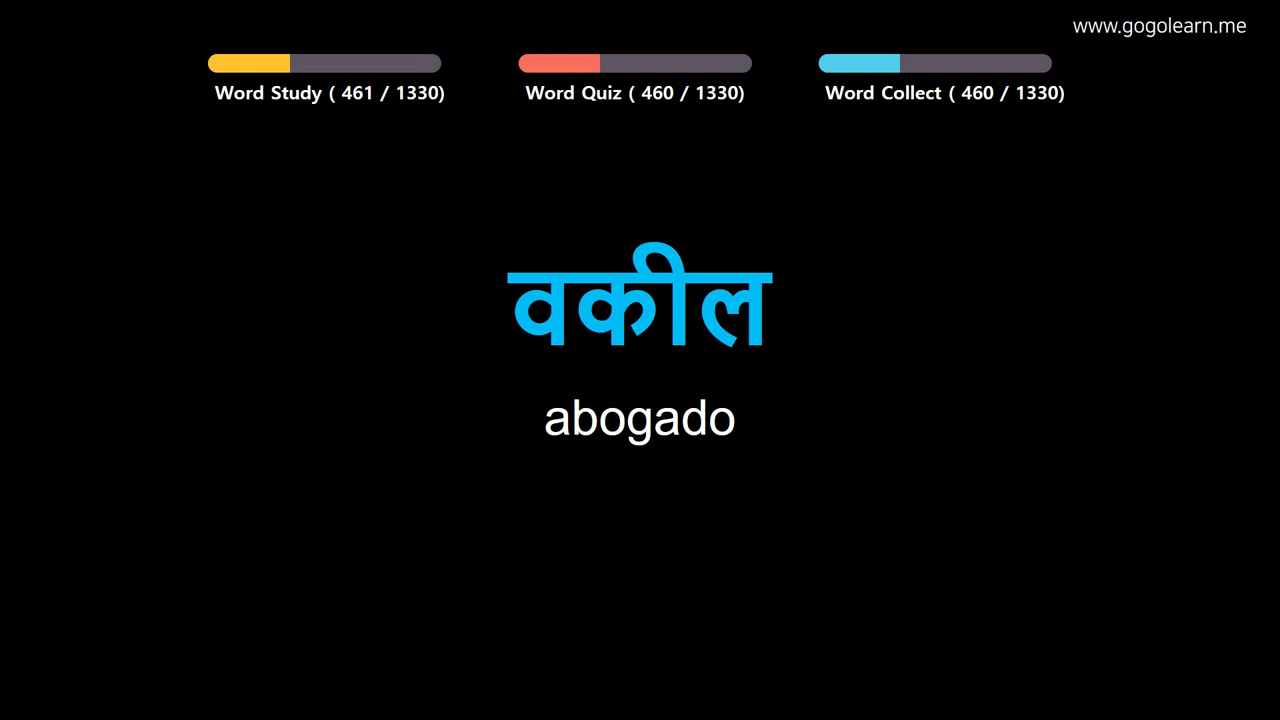 www.gogolearn.me
Word Study ( 461 / 1330)
Word Quiz ( 460 / 1330)
Word Collect ( 460 / 1330)
वकील
abogado